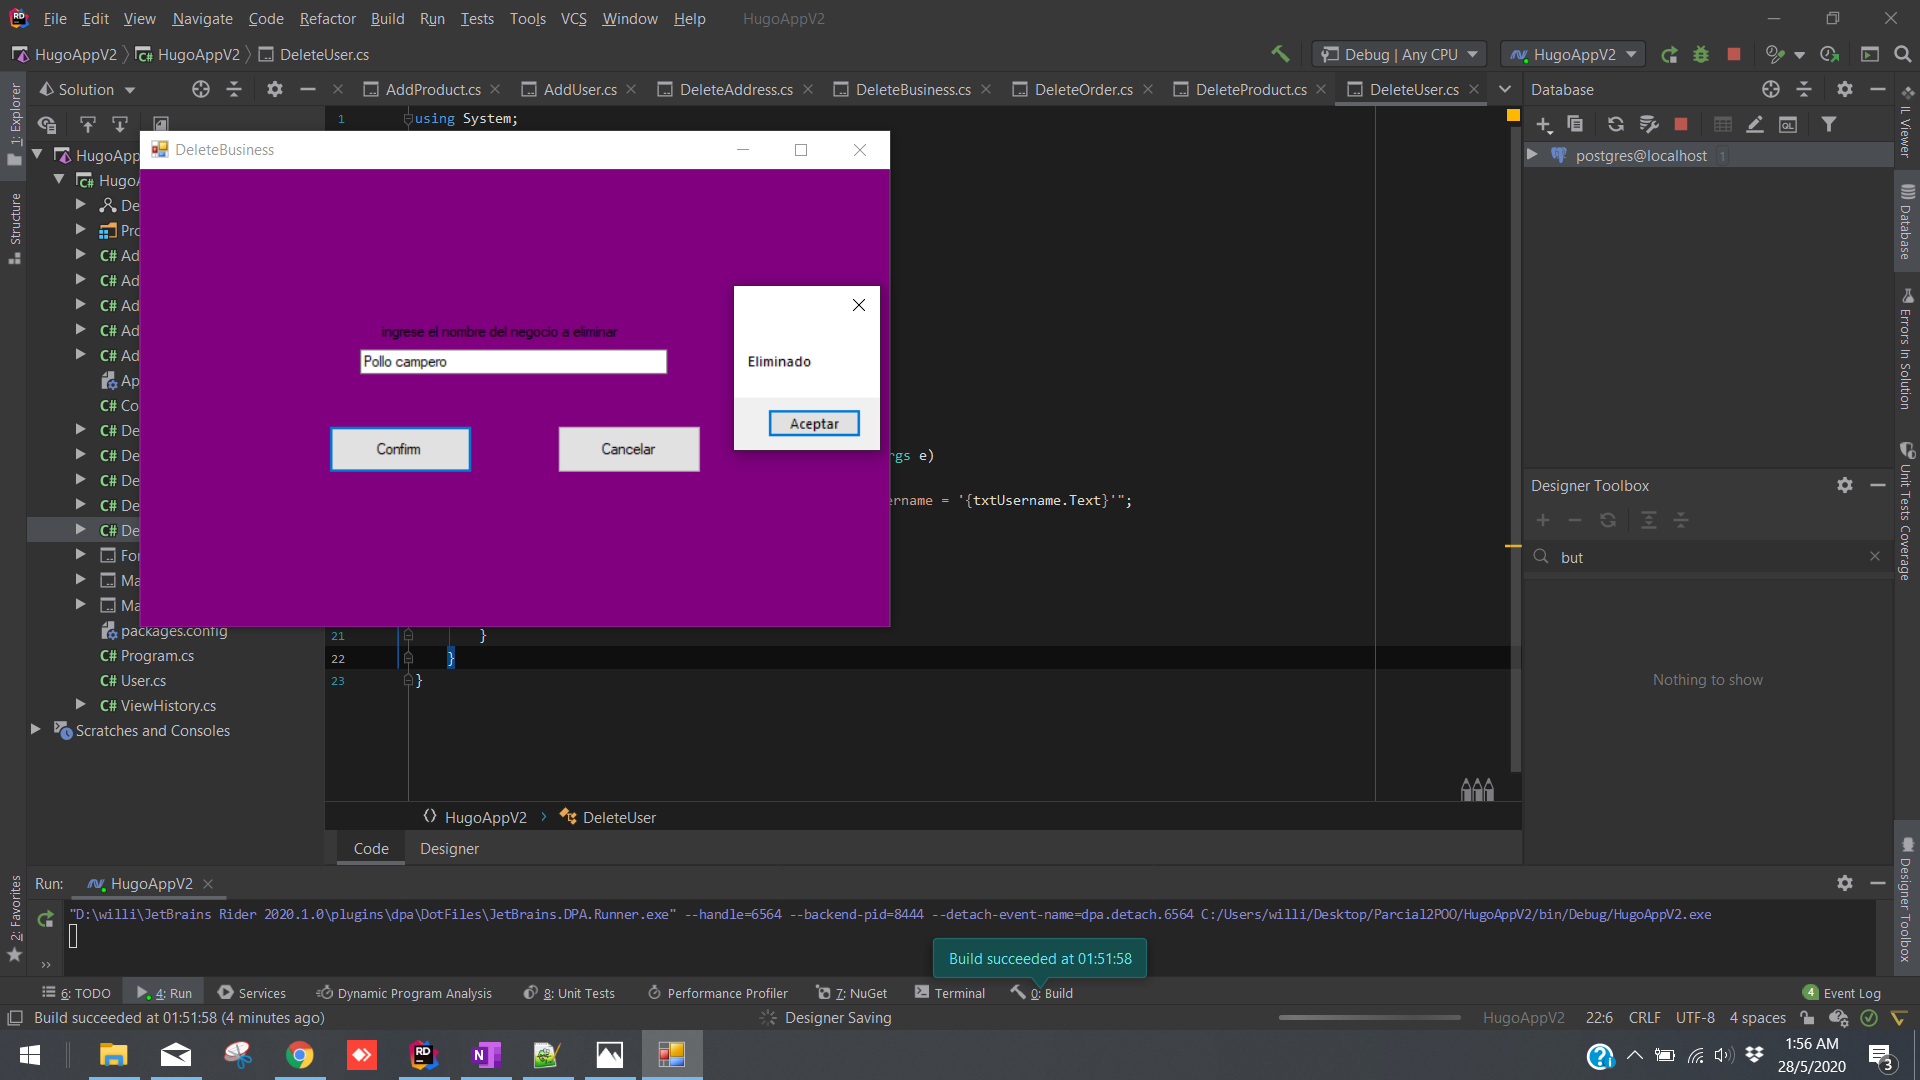 File Edit View Navigate Code Refactor Build Run Tests Tools VCS Window Help HugoAppV2
HugoAppV2 HugoAppV2 DeleteUser.cs Debug | Any CPU HugoAppV2
Solution AddProduct.cs AddUser.cs DeleteAddress.cs DeleteBusiness.cs DeleteOrder.cs DeleteProduct.cs DeleteUser.cs Database
1: Explorer
Structure
2: Favorites
HugoApp
HugoA
De
Pro
Ad
Ad
Ad
Ad
Ad
Ap
Co
De
De
De
De
De
For
Ma
Ma
packages.config
Program.cs
User.cs
ViewHistory.cs
Scratches and Consoles
1 using System;
DeleteBusiness
ingrese el nombre del negocio a eliminar
Pollo campero
Confirm Cancelar
Eliminado
Aceptar
rgs e)
ername = '{txtUsername.Text}'";
21 }
22 }
23 }
HugoAppV2 DeleteUser
Code Designer
postgres@localhost 1
Designer Toolbox
but
Nothing to show
IL Viewer
Database
Errors In Solution
Unit Tests Coverage
Designer Toolbox
Run: HugoAppV2
"D:\willi\JetBrains Rider 2020.1.0\plugins\dpa\DotFiles\JetBrains.DPA.Runner.exe" --handle=6564 --backend-pid=8444 --detach-event-name=dpa.detach.6564 C:/Users/willi/Desktop/Parcial2POO/HugoAppV2/bin/Debug/HugoAppV2.exe
Build succeeded at 01:51:58
6: TODO 4: Run Services Dynamic Program Analysis 8: Unit Tests Performance Profiler 7: NuGet Terminal 0: Build 4 Event Log
Build succeeded at 01:51:58 (4 minutes ago) Designer Saving HugoAppV2 22:6 CRLF UTF-8 4 spaces
1:56 AM
28/5/2020
3